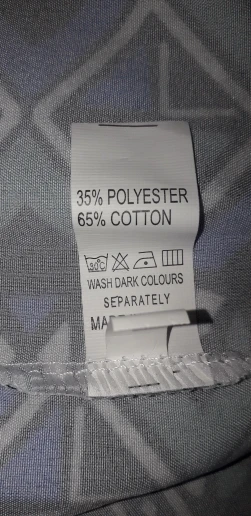 35% POLYESTER
65% COTTON
WASH DARK COLOURS
SEPARATELY